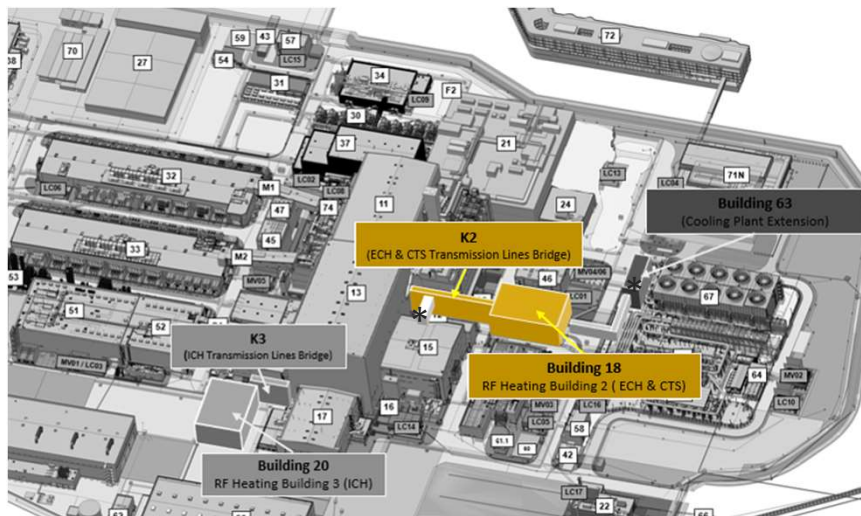 59
43
57
72
70
27
54
LC15
34
38
31
LC09
F2
30
37
21
32
M1
LC02
LC08
LC13
LC04
71N
LC06
11
47
74
24
Building 63
(Cooling Plant Extension)
33
45
K2
(ECH & CTS Transmission Lines Bridge)
M2
53
MV05
13
46
MV04/06
LC01
67
51
52
*
*
K3
(ICH Transmission Lines Bridge)
15
MV01 / LC03
Building 18
RF Heating Building 2 ( ECH & CTS)
64
MV02
17
16
MV03
LC16
LC10
LC14
LC05
58
61.1
60
42
Building 20
RF Heating Building 3 (ICH)
LC17
22